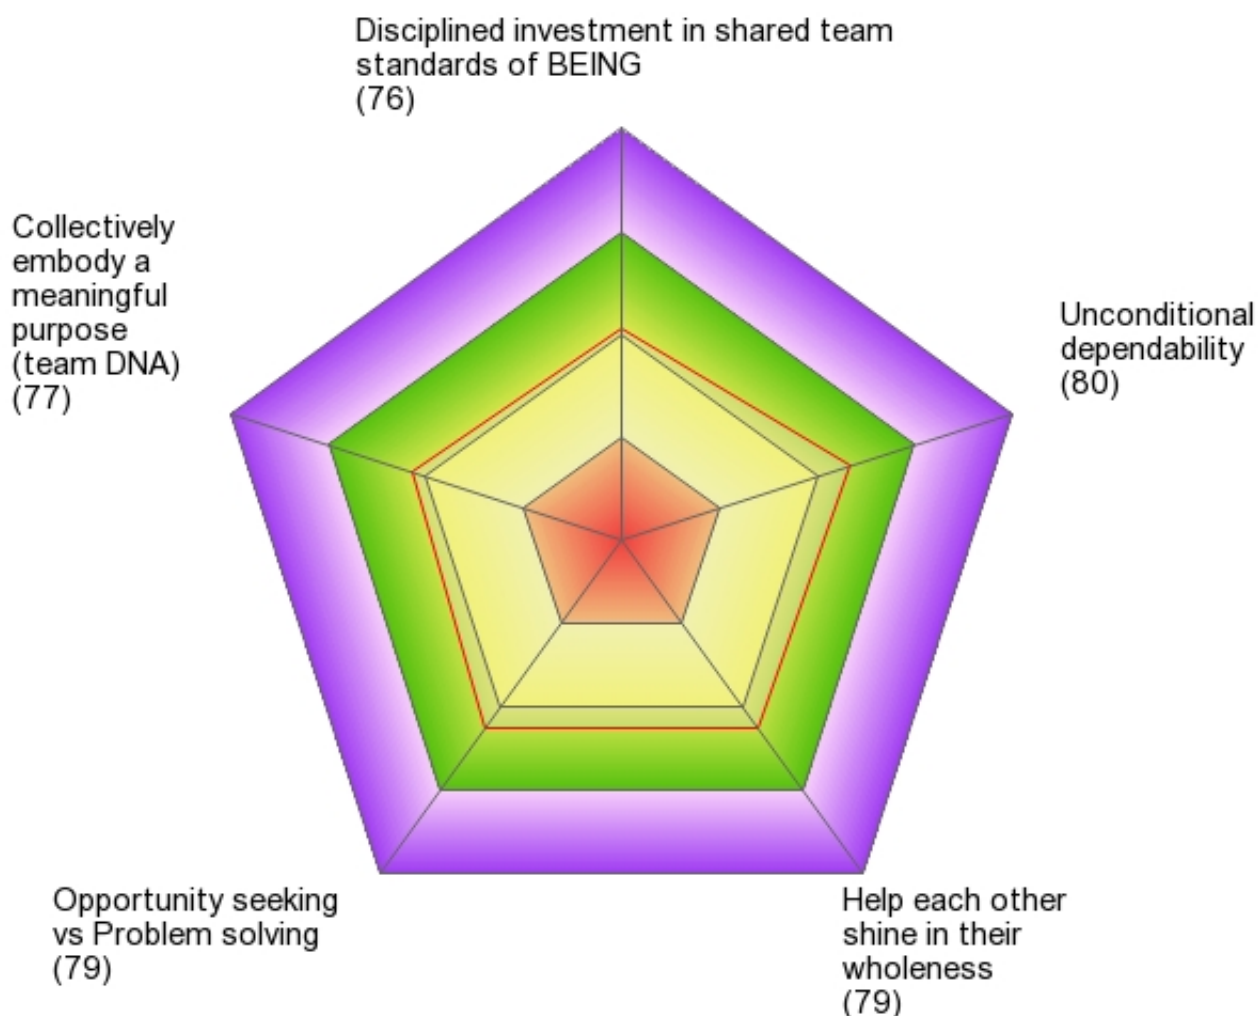 Disciplined investment in shared team
standards of BEING
(76)
Collectively
embody a
meaningful
purpose
(team DNA)
(77)
Unconditional
dependability
(80)
Opportunity seeking
vs Problem solving
(79)
Help each other
shine in their
wholeness
(79)